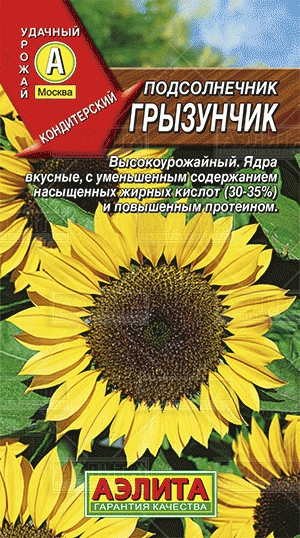 УДАЧНЫЙ
УРОЖАЙ
А
Москва
КОНДИТЕРСКИЙ
ПОДСОЛНЕЧНИК
ГРЫЗУНЧИК
Высокоурожайный. Ядра
вкусные, с уменьшенным содержанием
насыщенных жирных кислот (30-35%)
и повышенным протеином.
АЭЛИТА
ГАРАНТИЯ КАЧЕСТВА